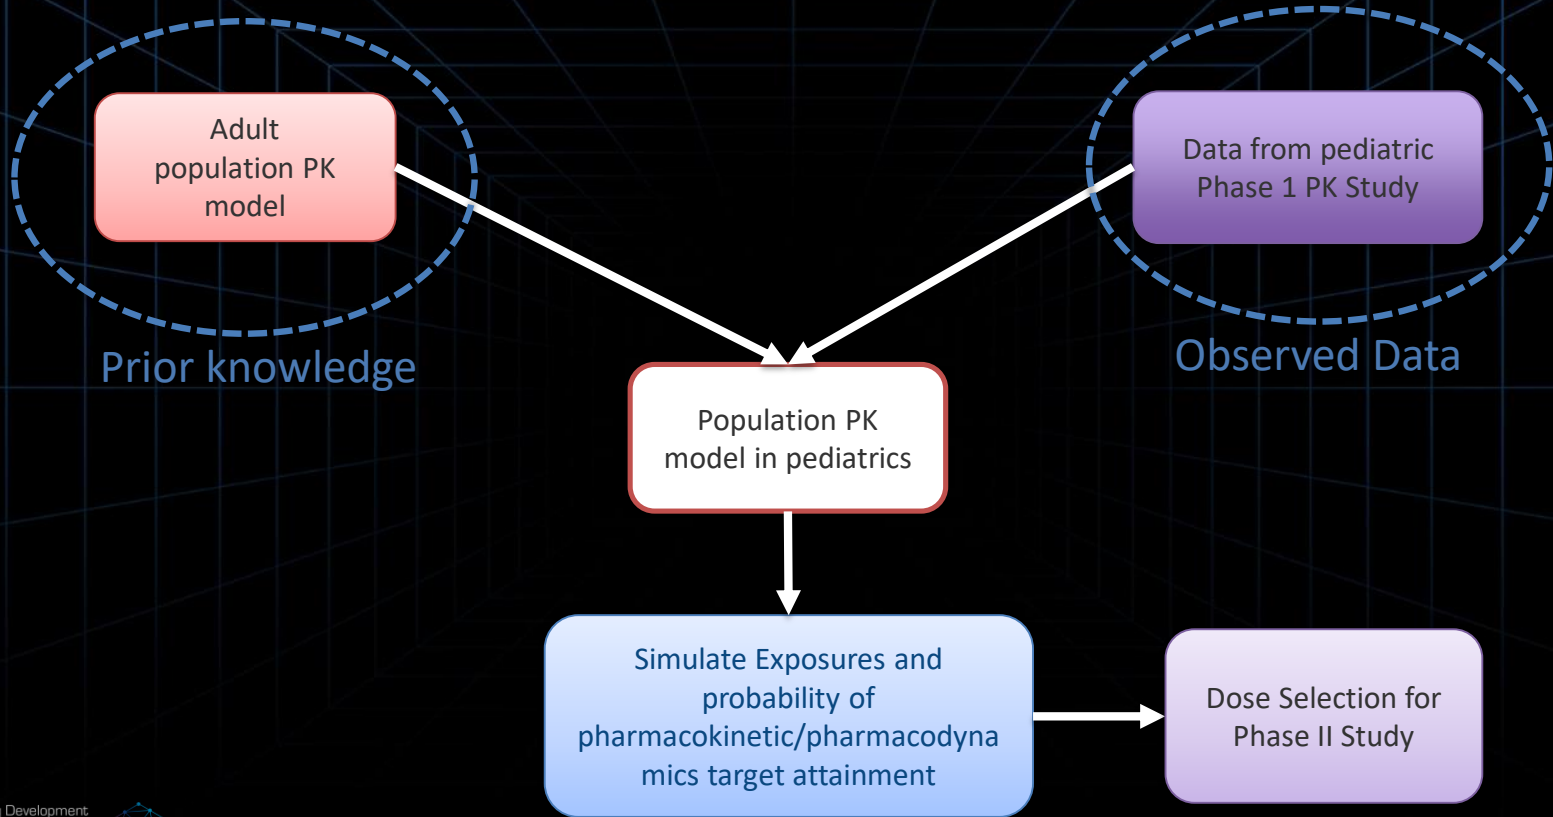 Adult
population PK
model
Data from pediatric
Phase 1 PK Study
Prior knowledge
Observed Data
Population PK
model in pediatrics
Simulate Exposures and
probability of
pharmacokinetic/pharmacodyna
mics target attainment
Dose Selection for
Phase II Study
Development